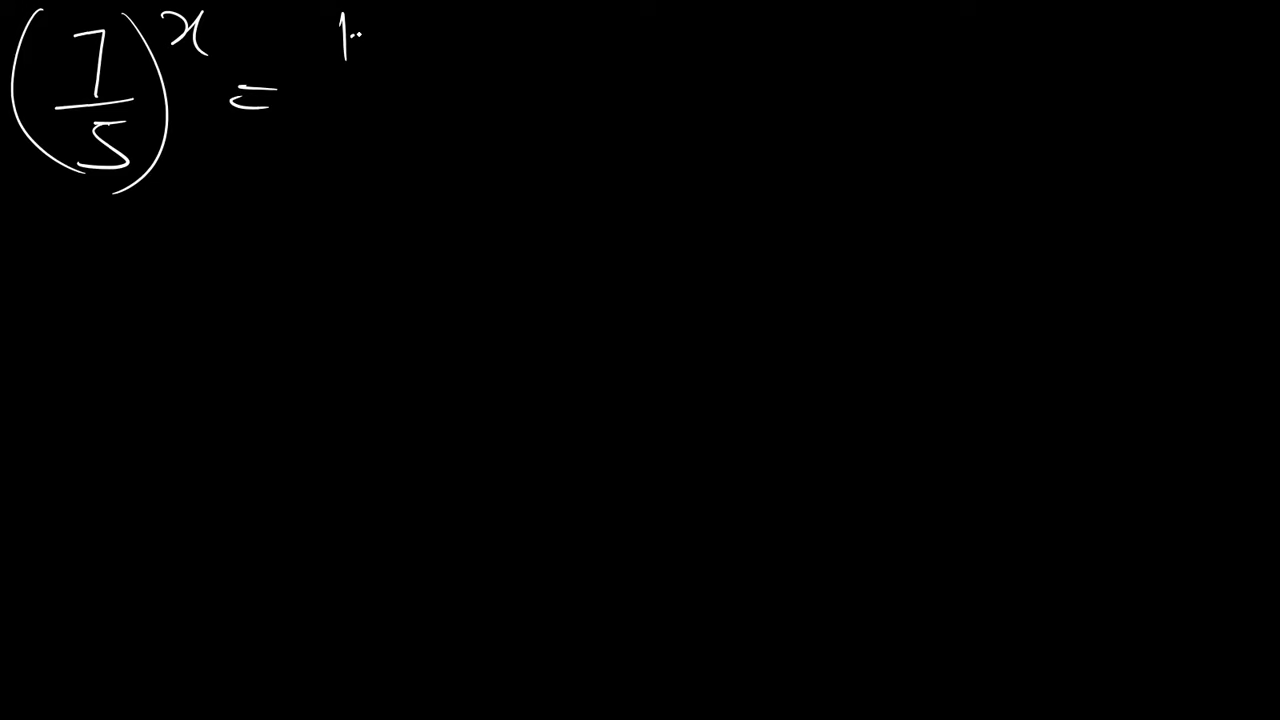 (7/5)^x =